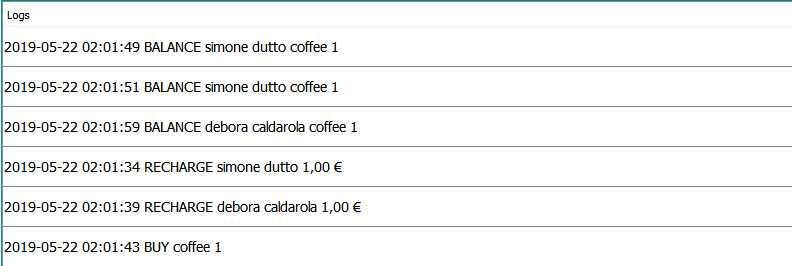 Logs
2019-05-22 02:01:49 BALANCE simone dutto coffee 1
2019-05-22 02:01:51 BALANCE simone dutto coffee 1
2019-05-22 02:01:59 BALANCE debora caldarola coffee 1
2019-05-22 02:01:34 RECHARGE simone dutto 1,00 €
2019-05-22 02:01:39 RECHARGE debora caldarola 1,00 €
2019-05-22 02:01:43 BUY coffee 1